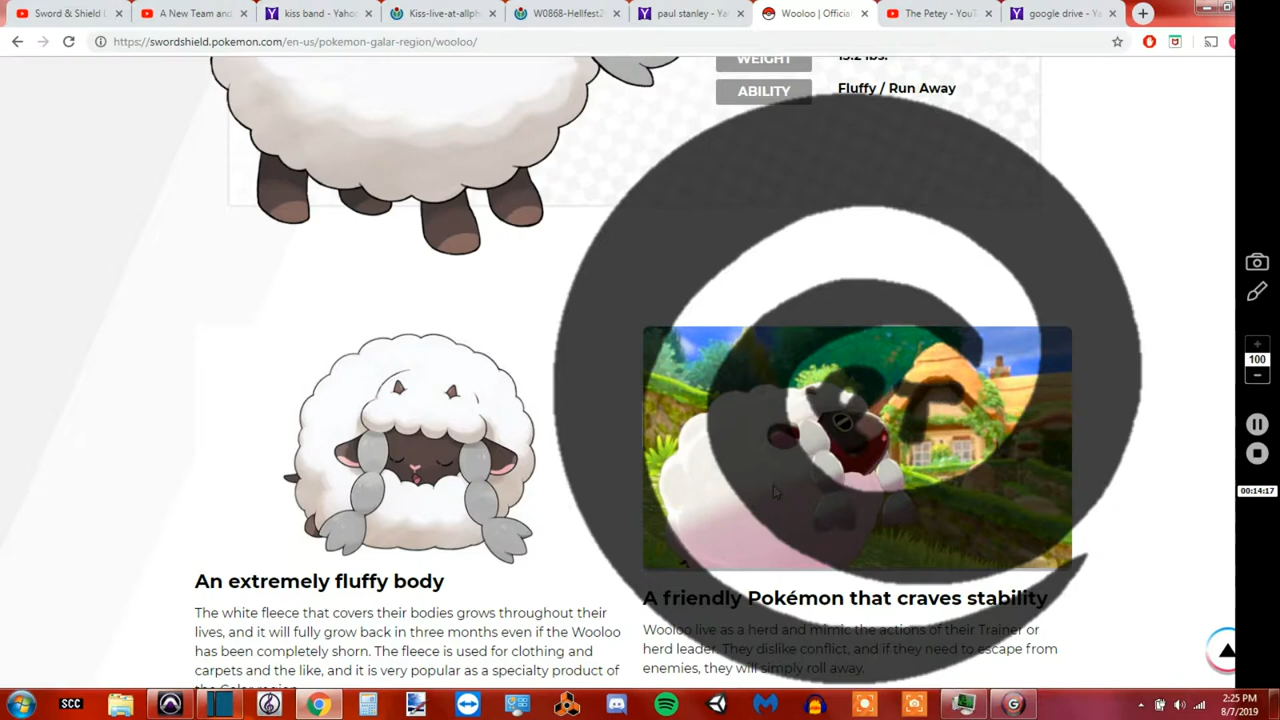 Sword & Shield L
A New Team and
kiss band - Yaho
Kiss-live-at-allph
W0868-Hellfest2
paul stanley - Ya
Wooloo | Official
The Petey - YouT
google drive - Ya
https://swordshield.pokemon.com/en-us/pokemon-galar-region/wooloo/
WEIGHT
13.2 lbs.
ABILITY
Fluffy / Run Away
100
00:14:17
An extremely fluffy body
The white fleece that covers their bodies grows throughout their
lives, and it will fully grow back in three months even if the Wooloo
has been completely shorn. The fleece is used for clothing and
carpets and the like, and it is very popular as a specialty product of
A friendly Pokémon that craves stability
Wooloo live as a herd and mimic the actions of their Trainer or
herd leader. They dislike conflict, and if they need to escape from
enemies, they will simply roll away.
SCC
2:25 PM
8/7/2019